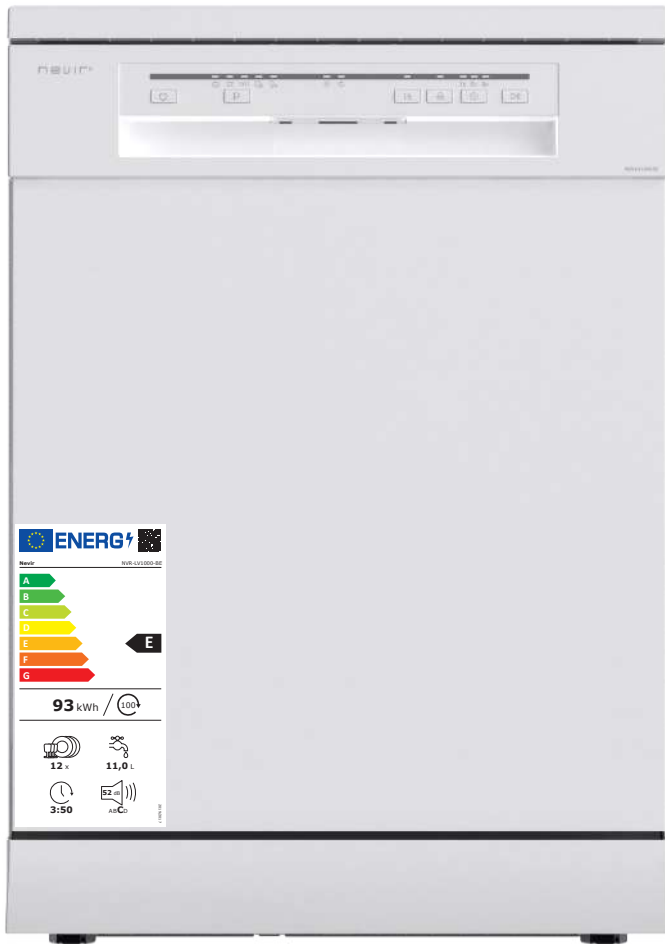 nevir
P
ENERG
Nevir NVR-LV1000-BE
A
B
C
D
E
E
F
G
93 kWh / 100
12 x
11,0 L
3:50
52 dB
ABCD